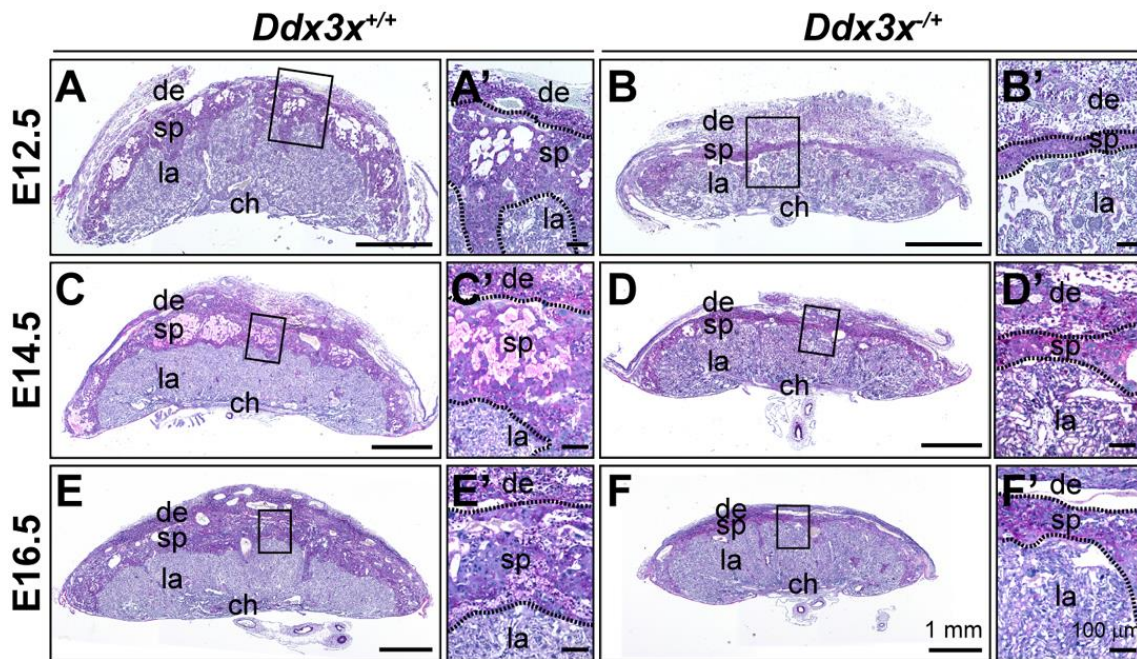 Ddx3x+/+ Ddx3x-/+
E12.5
A de sp la ch
A' de sp la
B de sp la ch
B' de sp la
E14.5
C de sp la ch
C' de sp la
D de sp la ch
D' de sp la
E16.5
E de sp la ch
E' de sp la
F de sp la ch 1 mm
F' de sp la 100 µm